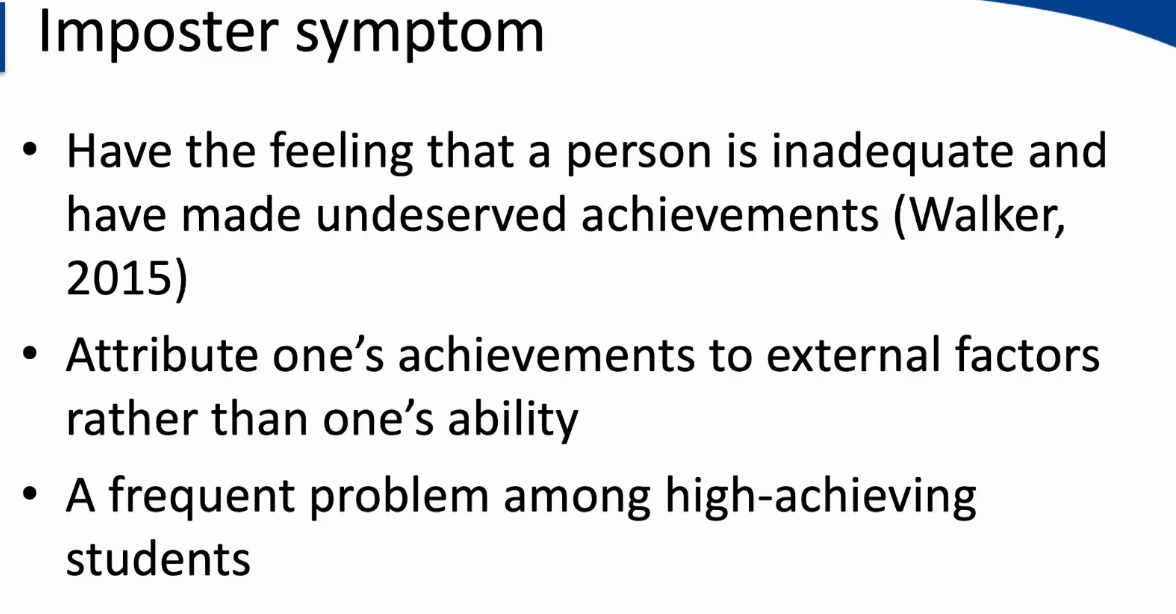 Imposter symptom
• Have the feeling that a person is inadequate and
have made undeserved achievements (Walker,
2015)
• Attribute one’s achievements to external factors
rather than one’s ability
• A frequent problem among high-achieving
students